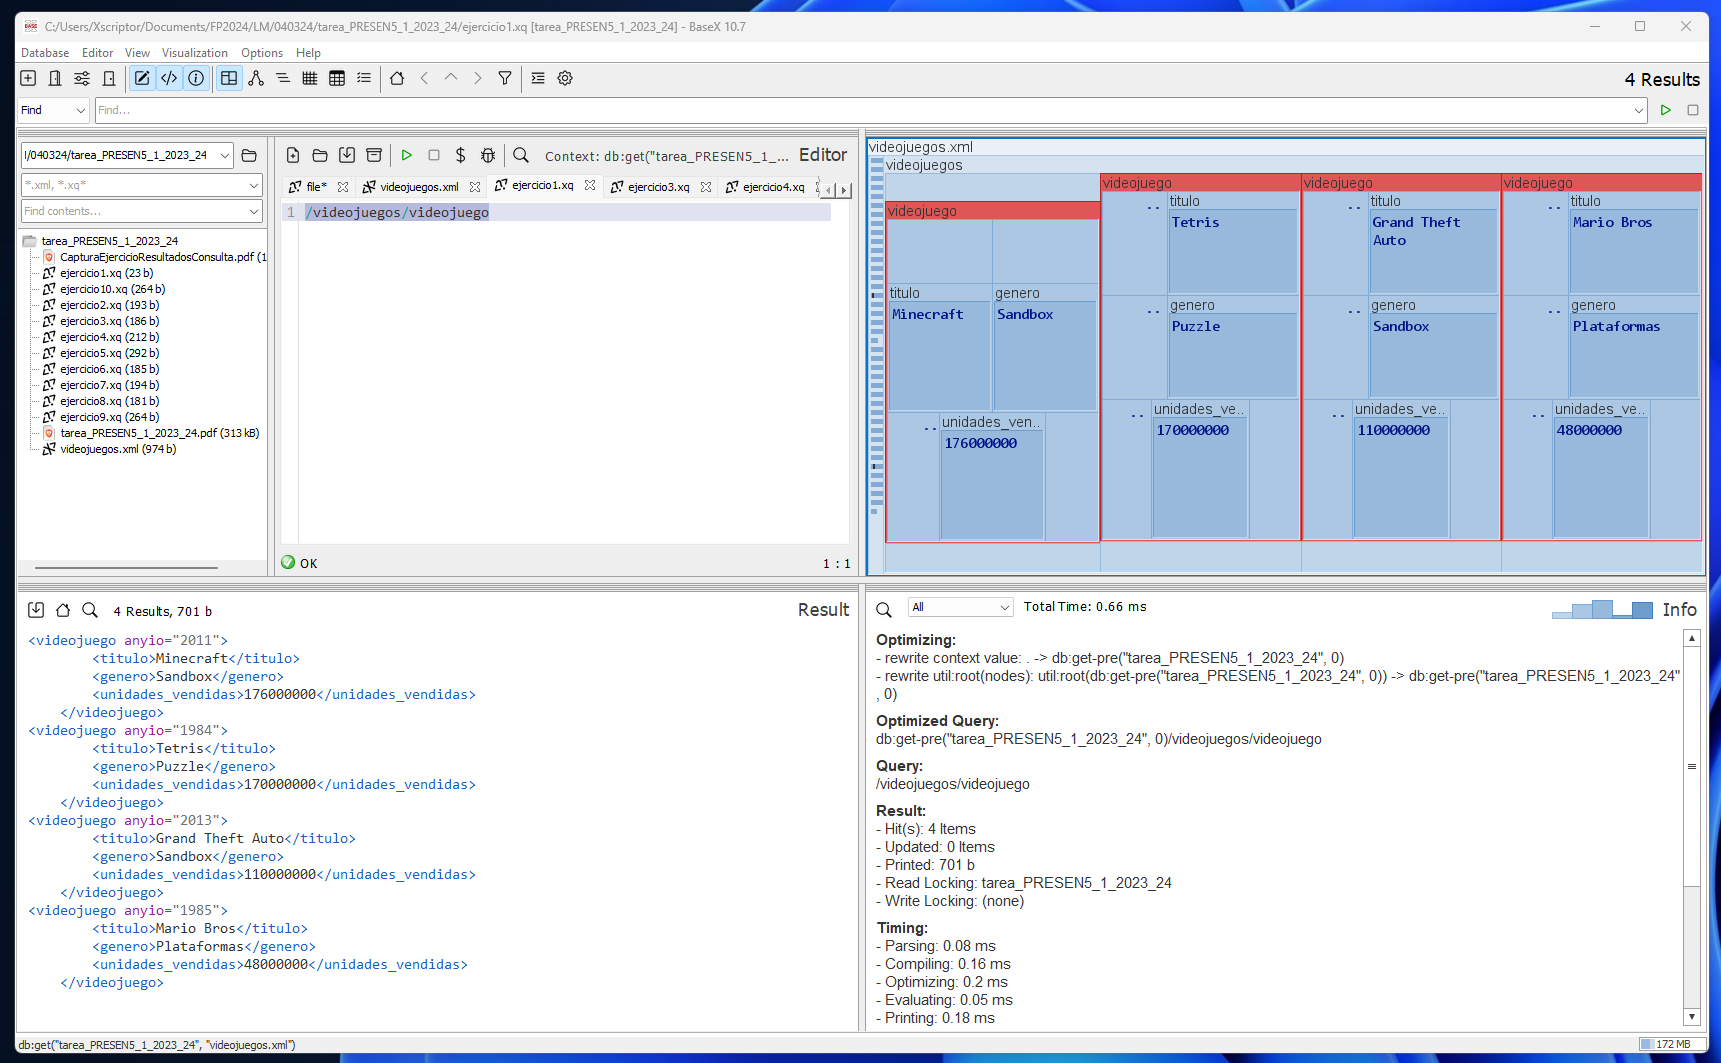 C:/Users/Xscriptor/Documents/FP2024/LM/040324/tarea_PRESEN5_1_2023_24/ejercicio1.xq [tarea_PRESEN5_1_2023_24] - BaseX 10.7
Database Editor View Visualization Options Help
4 Results
Find Find...
l/040324/tarea_PRESEN5_1_2023_24
*.xml, *.xq*
Find contents...
tarea_PRESEN5_1_2023_24
CapturaEjercicioResultadosConsulta.pdf (1
ejercicio1.xq (23 b)
ejercicio10.xq (264 b)
ejercicio2.xq (193 b)
ejercicio3.xq (186 b)
ejercicio4.xq (212 b)
ejercicio5.xq (292 b)
ejercicio6.xq (185 b)
ejercicio7.xq (194 b)
ejercicio8.xq (181 b)
ejercicio9.xq (264 b)
tarea_PRESEN5_1_2023_24.pdf (313 kB)
videojuegos.xml (974 b)
Context: db:get("tarea_PRESEN5_1_... Editor
file* videojuegos.xml ejercicio1.xq ejercicio3.xq ejercicio4.xq
1 /videojuegos/videojuego
OK 1 : 1
videojuegos.xml
videojuegos
videojuego
titulo
Minecraft
genero
Sandbox
.. unidades_ven..
176000000
videojuego
.. titulo
Tetris
.. genero
Puzzle
.. unidades_ve..
170000000
videojuego
.. titulo
Grand Theft
Auto
.. genero
Sandbox
.. unidades_ve..
110000000
videojuego
.. titulo
Mario Bros
.. genero
Plataformas
.. unidades_ve..
48000000
4 Results, 701 b Result
<videojuego anyio="2011">
<titulo>Minecraft</titulo>
<genero>Sandbox</genero>
<unidades_vendidas>176000000</unidades_vendidas>
</videojuego>
<videojuego anyio="1984">
<titulo>Tetris</titulo>
<genero>Puzzle</genero>
<unidades_vendidas>170000000</unidades_vendidas>
</videojuego>
<videojuego anyio="2013">
<titulo>Grand Theft Auto</titulo>
<genero>Sandbox</genero>
<unidades_vendidas>110000000</unidades_vendidas>
</videojuego>
<videojuego anyio="1985">
<titulo>Mario Bros</titulo>
<genero>Plataformas</genero>
<unidades_vendidas>48000000</unidades_vendidas>
</videojuego>
All Total Time: 0.66 ms Info
Optimizing:
- rewrite context value: . -> db:get-pre("tarea_PRESEN5_1_2023_24", 0)
- rewrite util:root(nodes): util:root(db:get-pre("tarea_PRESEN5_1_2023_24", 0)) -> db:get-pre("tarea_PRESEN5_1_2023_24"
, 0)
Optimized Query:
db:get-pre("tarea_PRESEN5_1_2023_24", 0)/videojuegos/videojuego
Query:
/videojuegos/videojuego
Result:
- Hit(s): 4 Items
- Updated: 0 Items
- Printed: 701 b
- Read Locking: tarea_PRESEN5_1_2023_24
- Write Locking: (none)
Timing:
- Parsing: 0.08 ms
- Compiling: 0.16 ms
- Optimizing: 0.2 ms
- Evaluating: 0.05 ms
- Printing: 0.18 ms
db:get("tarea_PRESEN5_1_2023_24", "videojuegos.xml") 172 MB